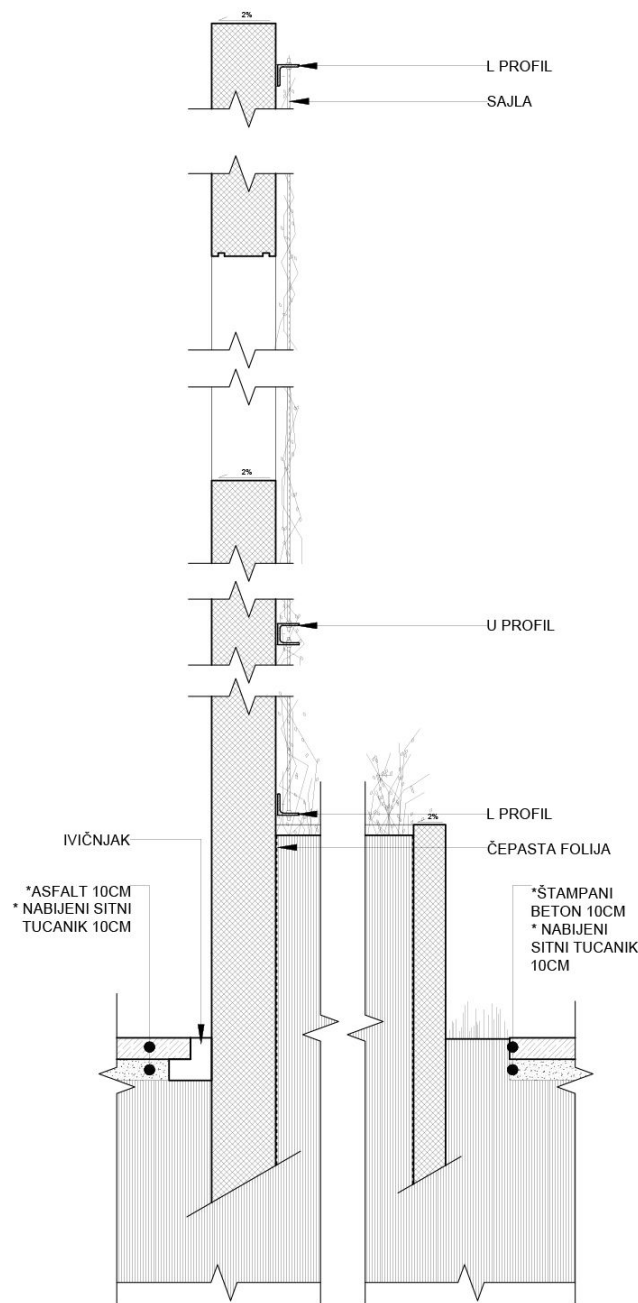 2%
L PROFIL
SAJLA
2%
U PROFIL
L PROFIL
2%
IVIČNJAK
ČEPASTA FOLIJA
*ASFALT 10CM
* NABIJENI SITNI
TUCANIK 10CM
*ŠTAMPANI
BETON 10CM
* NABIJENI
SITNI TUCANIK
10CM